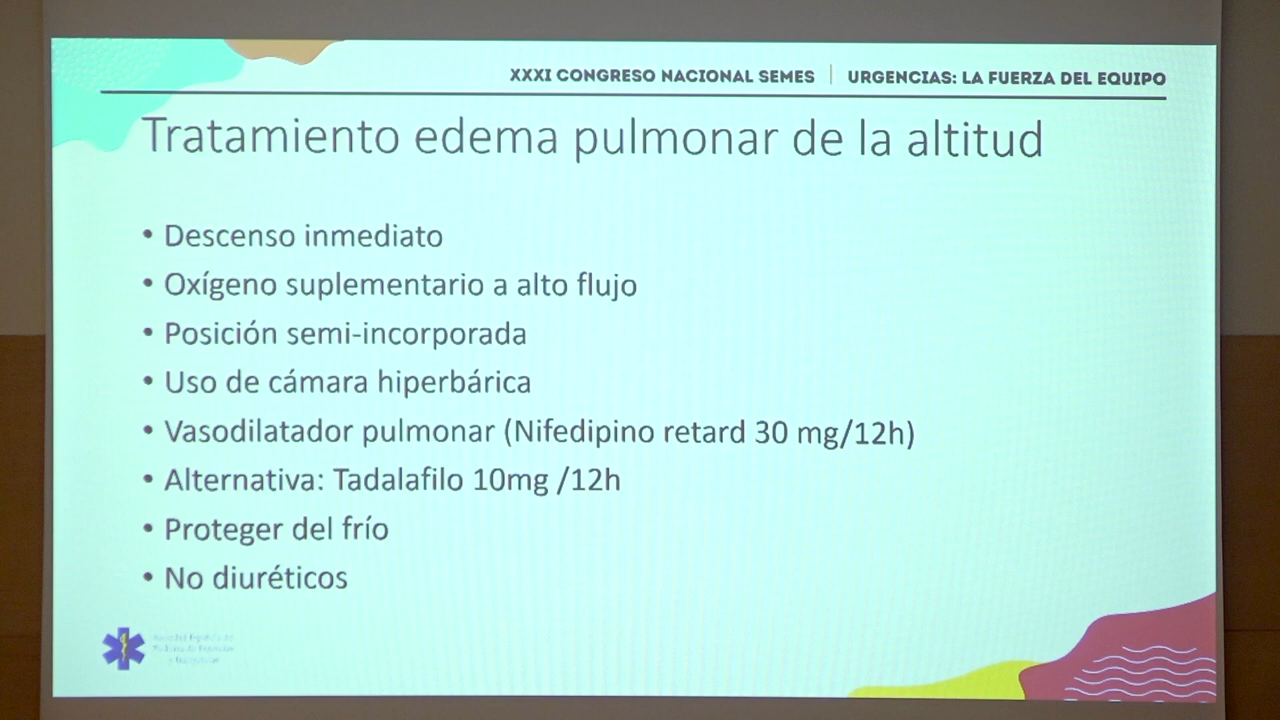 XXXI CONGRESO NACIONAL SEMES | URGENCIAS: LA FUERZA DEL EQUIPO
Tratamiento edema pulmonar de la altitud
• Descenso inmediato
• Oxígeno suplementario a alto flujo
• Posición semi-incorporada
• Uso de cámara hiperbárica
• Vasodilatador pulmonar (Nifedipino retard 30 mg/12h)
• Alternativa: Tadalafilo 10mg /12h
• Proteger del frío
• No diuréticos